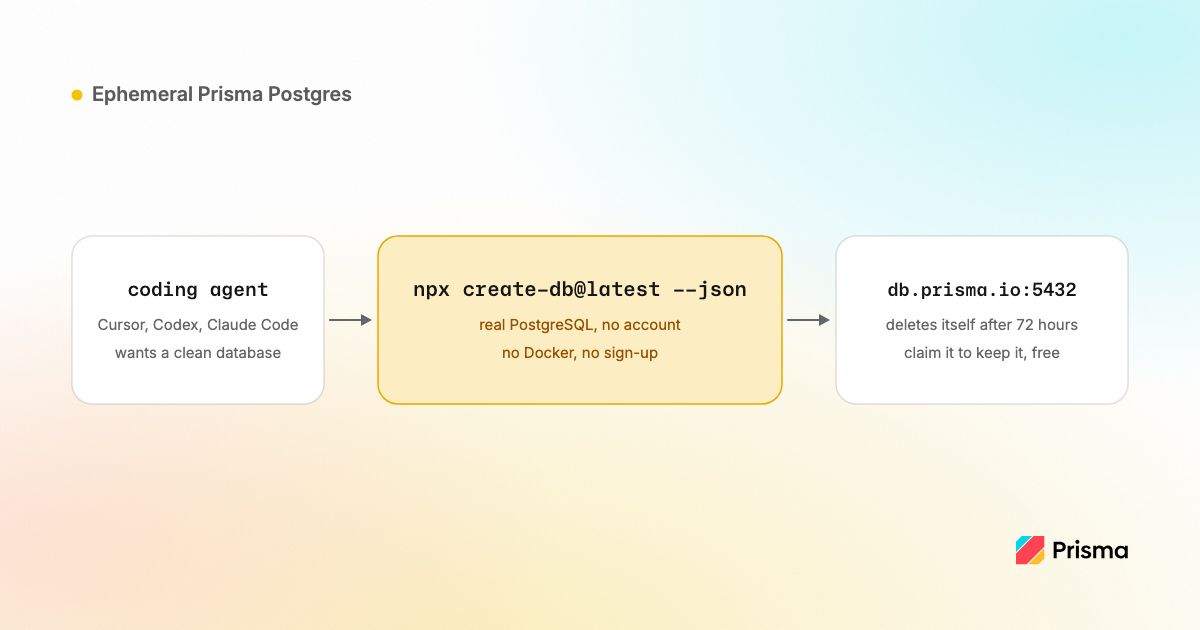 Ephemeral Prisma Postgres
coding agent
Cursor, Codex, Claude Code
wants a clean database
npx create-db@latest --json
real PostgreSQL, no account
no Docker, no sign-up
db.prisma.io:5432
deletes itself after 72 hours
claim it to keep it, free
Prisma